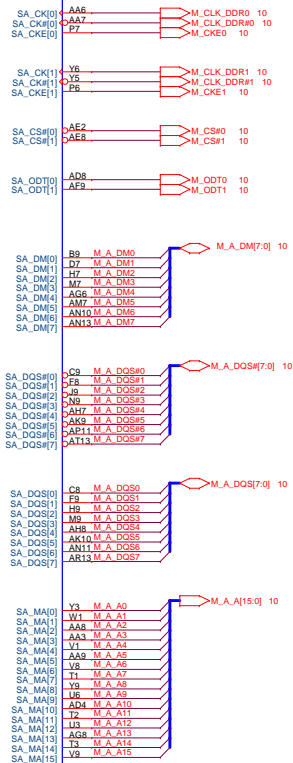 SA_CK[0] AA6 M_CLK_DDR0 10
SA_CK#[0] AA7 M_CLK_DDR#0 10
SA_CKE[0] P7 M_CKE0 10
SA_CK[1] Y6 M_CLK_DDR1 10
SA_CK#[1] Y5 M_CLK_DDR#1 10
SA_CKE[1] P6 M_CKE1 10
SA_CS#[0] AE2 M_CS#0 10
SA_CS#[1] AE8 M_CS#1 10
SA_ODT[0] AD8 M_ODT0 10
SA_ODT[1] AF9 M_ODT1 10
M_A_DM[7:0] 10
SA_DM[0] B9 M_A_DM0
SA_DM[1] D7 M_A_DM1
SA_DM[2] H7 M_A_DM2
SA_DM[3] M7 M_A_DM3
SA_DM[4] AG6 M_A_DM4
SA_DM[5] AM7 M_A_DM5
SA_DM[6] AN10 M_A_DM6
SA_DM[7] AN13 M_A_DM7
M_A_DQS#[7:0] 10
SA_DQS#[0] C9 M_A_DQS#0
SA_DQS#[1] F8 M_A_DQS#1
SA_DQS#[2] J9 M_A_DQS#2
SA_DQS#[3] N9 M_A_DQS#3
SA_DQS#[4] AH7 M_A_DQS#4
SA_DQS#[5] AK9 M_A_DQS#5
SA_DQS#[6] AP11 M_A_DQS#6
SA_DQS#[7] AT13 M_A_DQS#7
M_A_DQS[7:0] 10
SA_DQS[0] C8 M_A_DQS0
SA_DQS[1] F9 M_A_DQS1
SA_DQS[2] H9 M_A_DQS2
SA_DQS[3] M9 M_A_DQS3
SA_DQS[4] AH8 M_A_DQS4
SA_DQS[5] AK10 M_A_DQS5
SA_DQS[6] AN11 M_A_DQS6
SA_DQS[7] AR13 M_A_DQS7
M_A_A[15:0] 10
SA_MA[0] Y3 M_A_A0
SA_MA[1] W1 M_A_A1
SA_MA[2] AA8 M_A_A2
SA_MA[3] AA3 M_A_A3
SA_MA[4] V1 M_A_A4
SA_MA[5] AA9 M_A_A5
SA_MA[6] V8 M_A_A6
SA_MA[7] T1 M_A_A7
SA_MA[8] Y9 M_A_A8
SA_MA[9] U6 M_A_A9
SA_MA[10] AD4 M_A_A10
SA_MA[11] T2 M_A_A11
SA_MA[12] U3 M_A_A12
SA_MA[13] AG8 M_A_A13
SA_MA[14] T3 M_A_A14
SA_MA[15] V9 M_A_A15